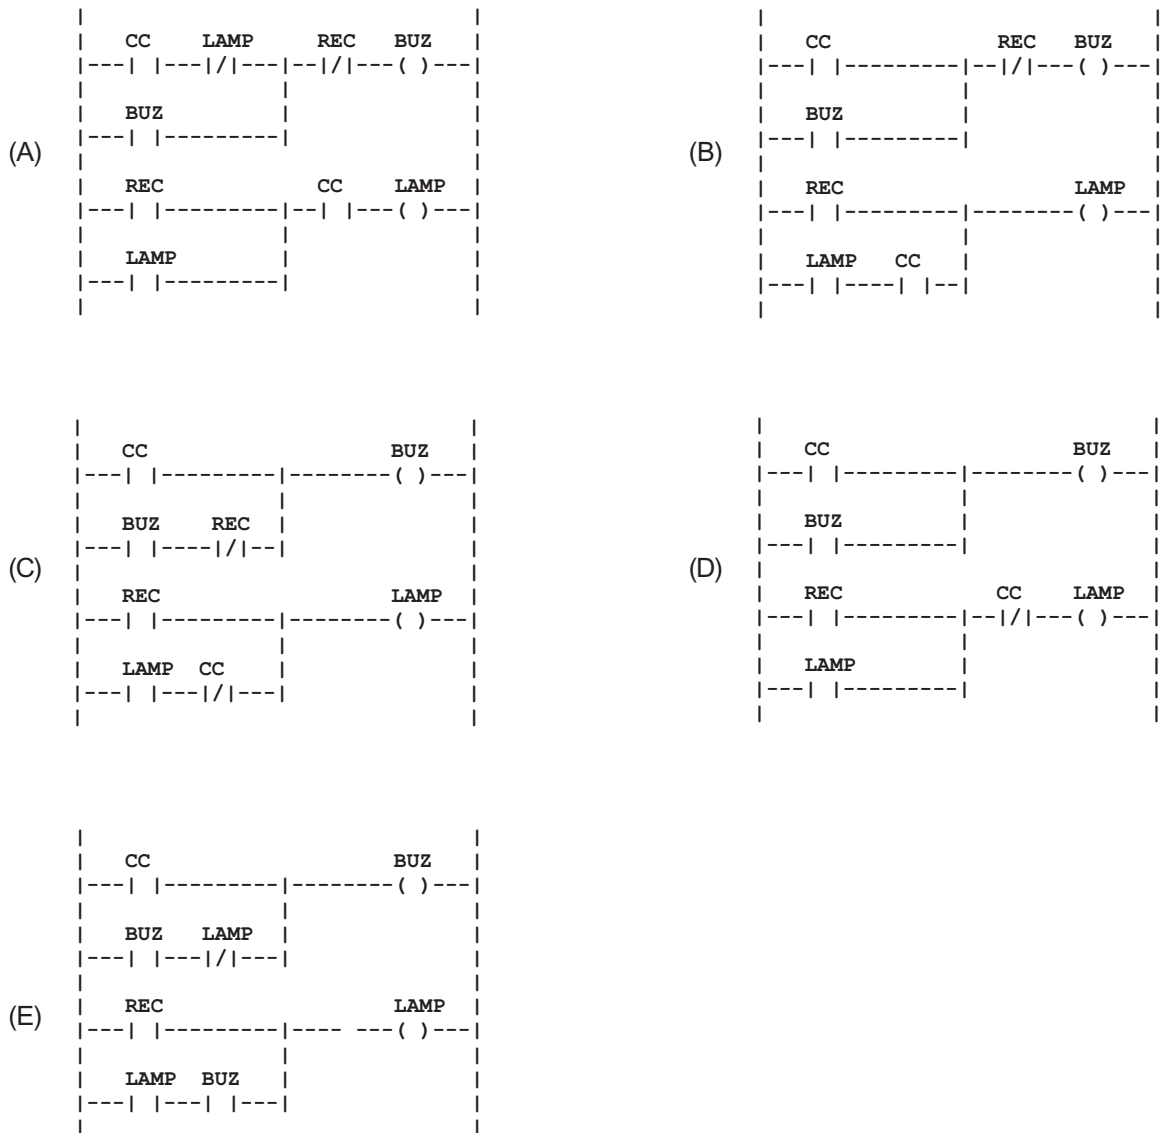 CC LAMP REC BUZ
|---| |---|/|---|--|/|---( )---|
BUZ
|---| |---------|
(A)
REC CC LAMP
|---| |---------|--| |---( )---|
LAMP
|---| |---------|
CC REC BUZ
|---| |---------|--|/|---( )---|
BUZ
|---| |---------|
(B)
REC LAMP
|---| |---------|--------( )---|
LAMP CC
|---| |----| |--|
CC BUZ
|---| |---------|--------( )---|
BUZ REC
|---| |----|/|--|
(C)
REC LAMP
|---| |---------|--------( )---|
LAMP CC
|---| |---|/|---|
CC BUZ
|---| |---------|--------( )---|
BUZ
|---| |---------|
(D)
REC CC LAMP
|---| |---------|--|/|---( )---|
LAMP
|---| |---------|
CC BUZ
|---| |---------|--------( )---|
BUZ LAMP
|---| |---|/|---|
(E)
REC LAMP
|---| |---------|---- ---( )---|
LAMP BUZ
|---| |---| |---|